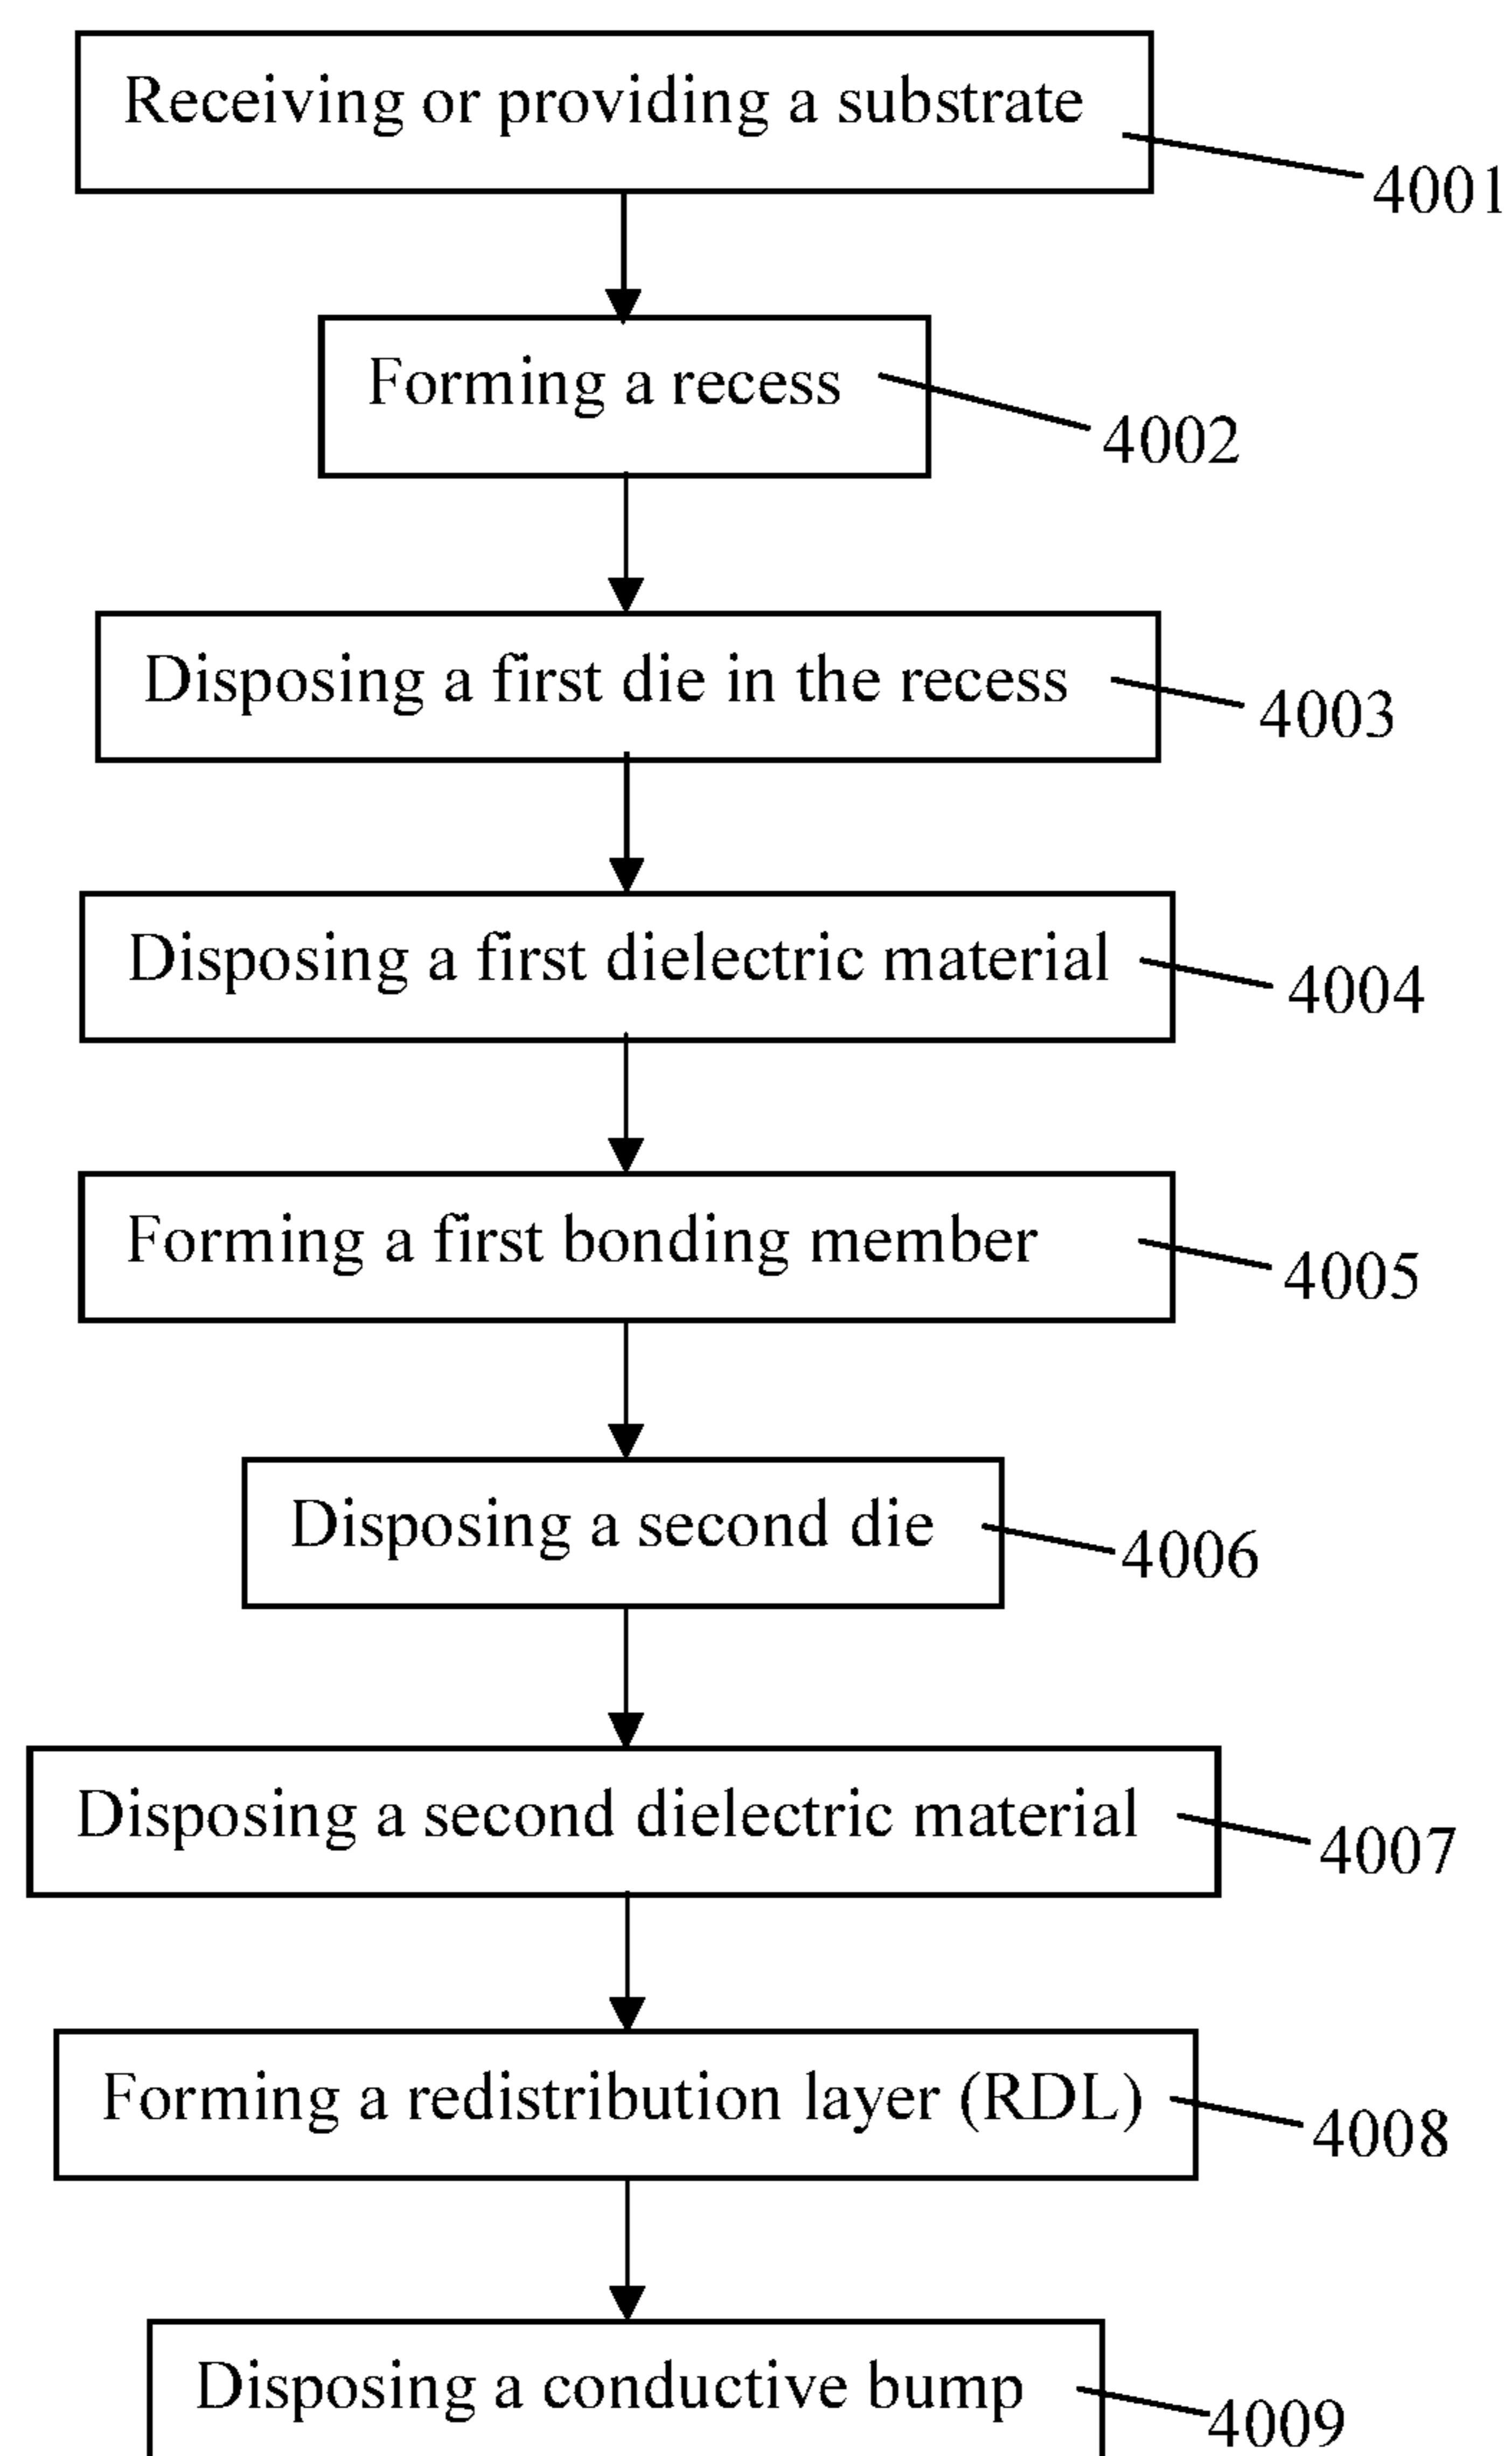 Receiving or providing a substrate
4001
Forming a recess
4002
Disposing a first die in the recess
4003
Disposing a first dielectric material
4004
Forming a first bonding member
4005
Disposing a second die
4006
Disposing a second dielectric material
4007
Forming a redistribution layer (RDL)
4008
Disposing a conductive bump
4009